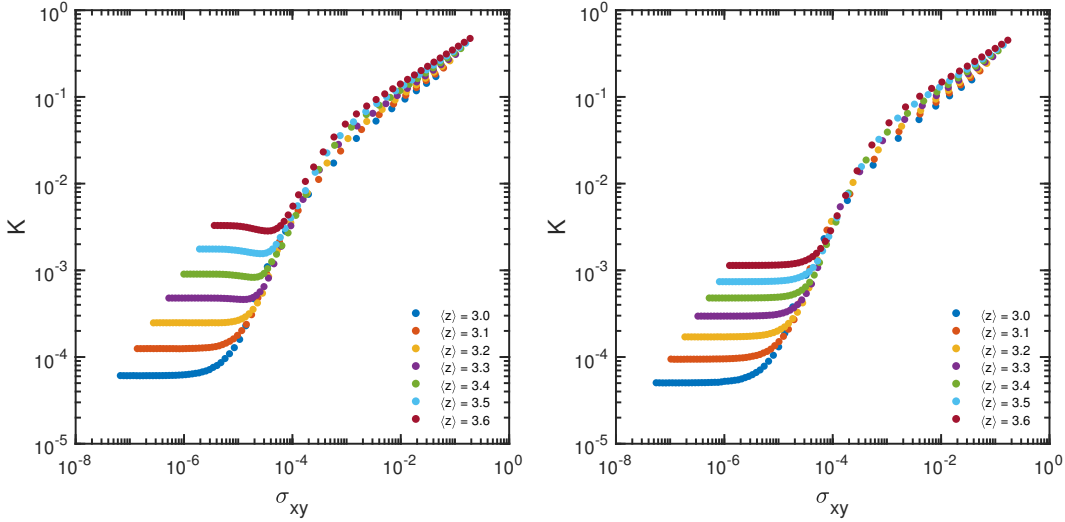 10^0
10^-1
10^-2
10^-3
10^-4
10^-5
K
10^-8
10^-6
10^-4
10^-2
10^0
σ_xy
⟨z⟩ = 3.0
⟨z⟩ = 3.1
⟨z⟩ = 3.2
⟨z⟩ = 3.3
⟨z⟩ = 3.4
⟨z⟩ = 3.5
⟨z⟩ = 3.6
10^0
10^-1
10^-2
10^-3
10^-4
10^-5
K
10^-8
10^-6
10^-4
10^-2
10^0
σ_xy
⟨z⟩ = 3.0
⟨z⟩ = 3.1
⟨z⟩ = 3.2
⟨z⟩ = 3.3
⟨z⟩ = 3.4
⟨z⟩ = 3.5
⟨z⟩ = 3.6